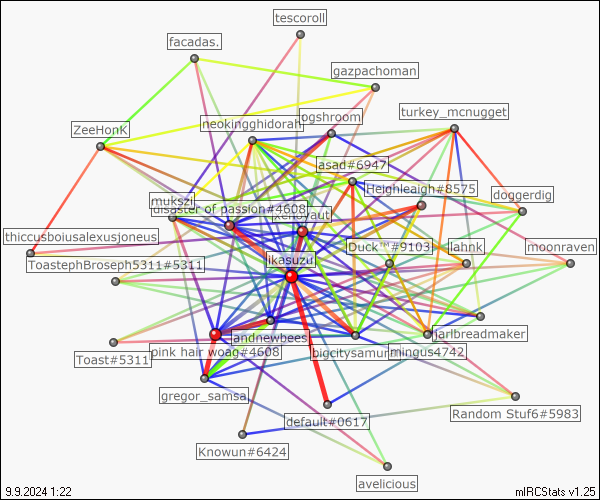 tescoroll
facadas.
gazpachoman
turkey_mcnugget
ogshroom
neokingghidorah
ZeeHonK
asad#6947
Heighleaigh#8575
doggerdig
mukszi
disaster of passion#4608
thiccusboiusalexusjoneus
Duck™#9103
lahnk
moonraven
ikasuzu
ToastephBroseph5311#5311
andnewbees
jarlbreadmaker
Toast#5311
pink hair woag#4608
bigcitysamurai
mingus4742
gregor_samsa
default#0617
Random Stuf6#5983
Knowun#6424
avelicious
9.9.2024 1:22
mIRCStats v1.25